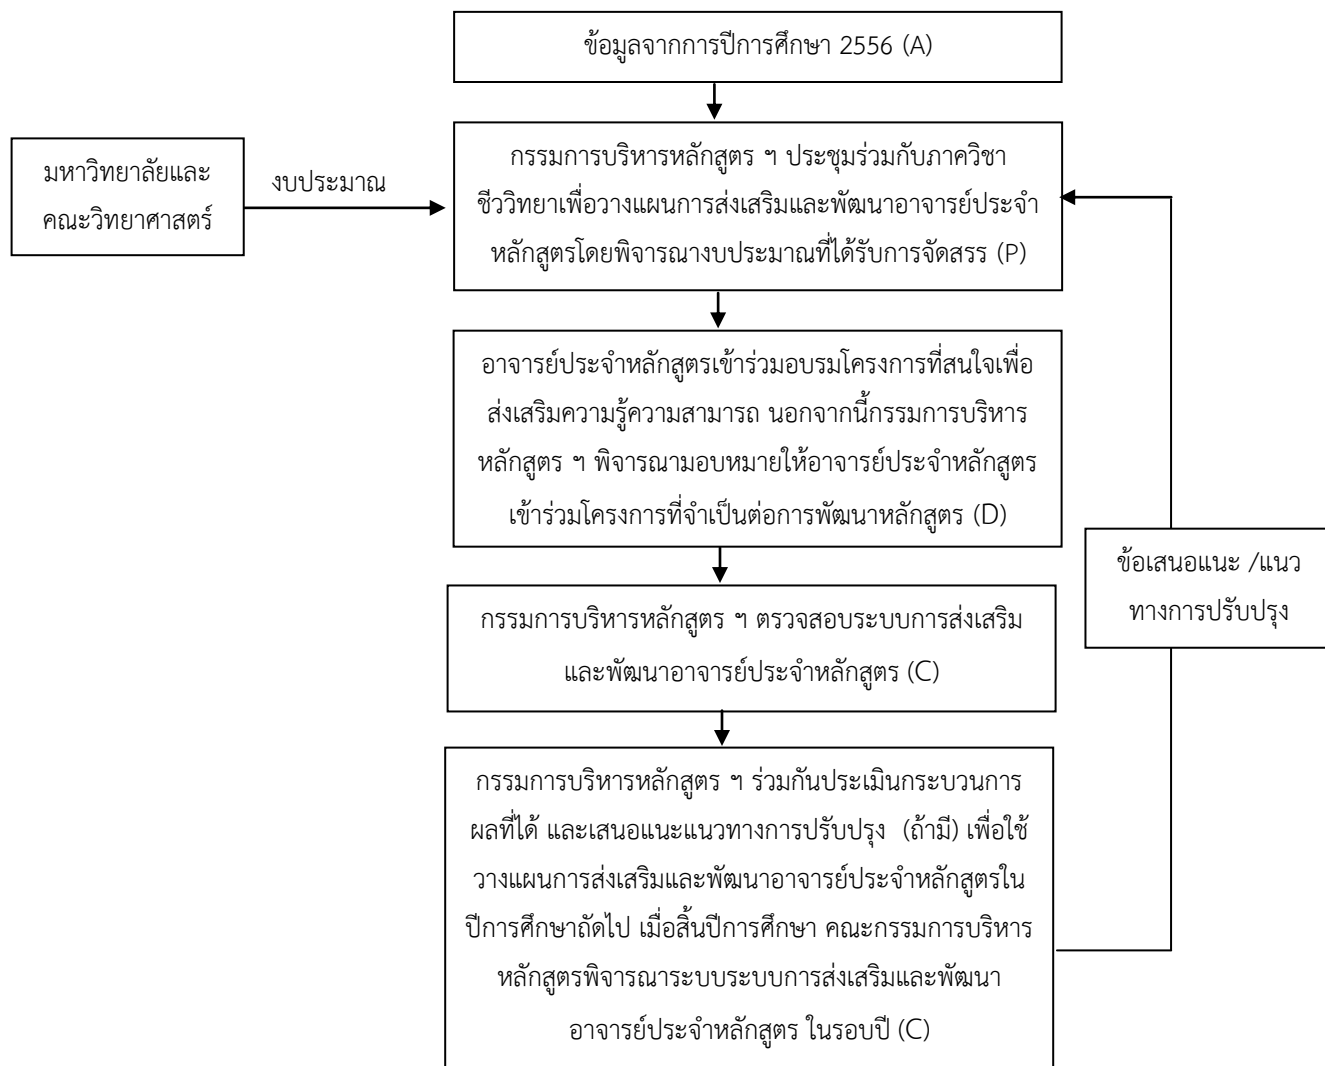 ข้อมูลจากการปีการศึกษา 2556 (A)
มหาวิทยาลัยและ
คณะวิทยาศาสตร์
งบประมาณ
กรรมการบริหารหลักสูตร ฯ ประชุมร่วมกับภาควิชา
ชีววิทยาเพื่อวางแผนการส่งเสริมและพัฒนาอาจารย์ประจำ
หลักสูตรโดยพิจารณางบประมาณที่ได้รับการจัดสรร (P)
อาจารย์ประจำหลักสูตรเข้าร่วมอบรมโครงการที่สนใจเพื่อ
ส่งเสริมความรู้ความสามารถ นอกจากนี้กรรมการบริหาร
หลักสูตร ฯ พิจารณามอบหมายให้อาจารย์ประจำหลักสูตร
เข้าร่วมโครงการที่จำเป็นต่อการพัฒนาหลักสูตร (D)
ข้อเสนอแนะ /แนว
ทางการปรับปรุง
กรรมการบริหารหลักสูตร ฯ ตรวจสอบระบบการส่งเสริม
และพัฒนาอาจารย์ประจำหลักสูตร (C)
กรรมการบริหารหลักสูตร ฯ ร่วมกันประเมินกระบวนการ
ผลที่ได้ และเสนอแนะแนวทางการปรับปรุง (ถ้ามี) เพื่อใช้
วางแผนการส่งเสริมและพัฒนาอาจารย์ประจำหลักสูตรใน
ปีการศึกษาถัดไป เมื่อสิ้นปีการศึกษา คณะกรรมการบริหาร
หลักสูตรพิจารณาระบบระบบการส่งเสริมและพัฒนา
อาจารย์ประจำหลักสูตร ในรอบปี (C)